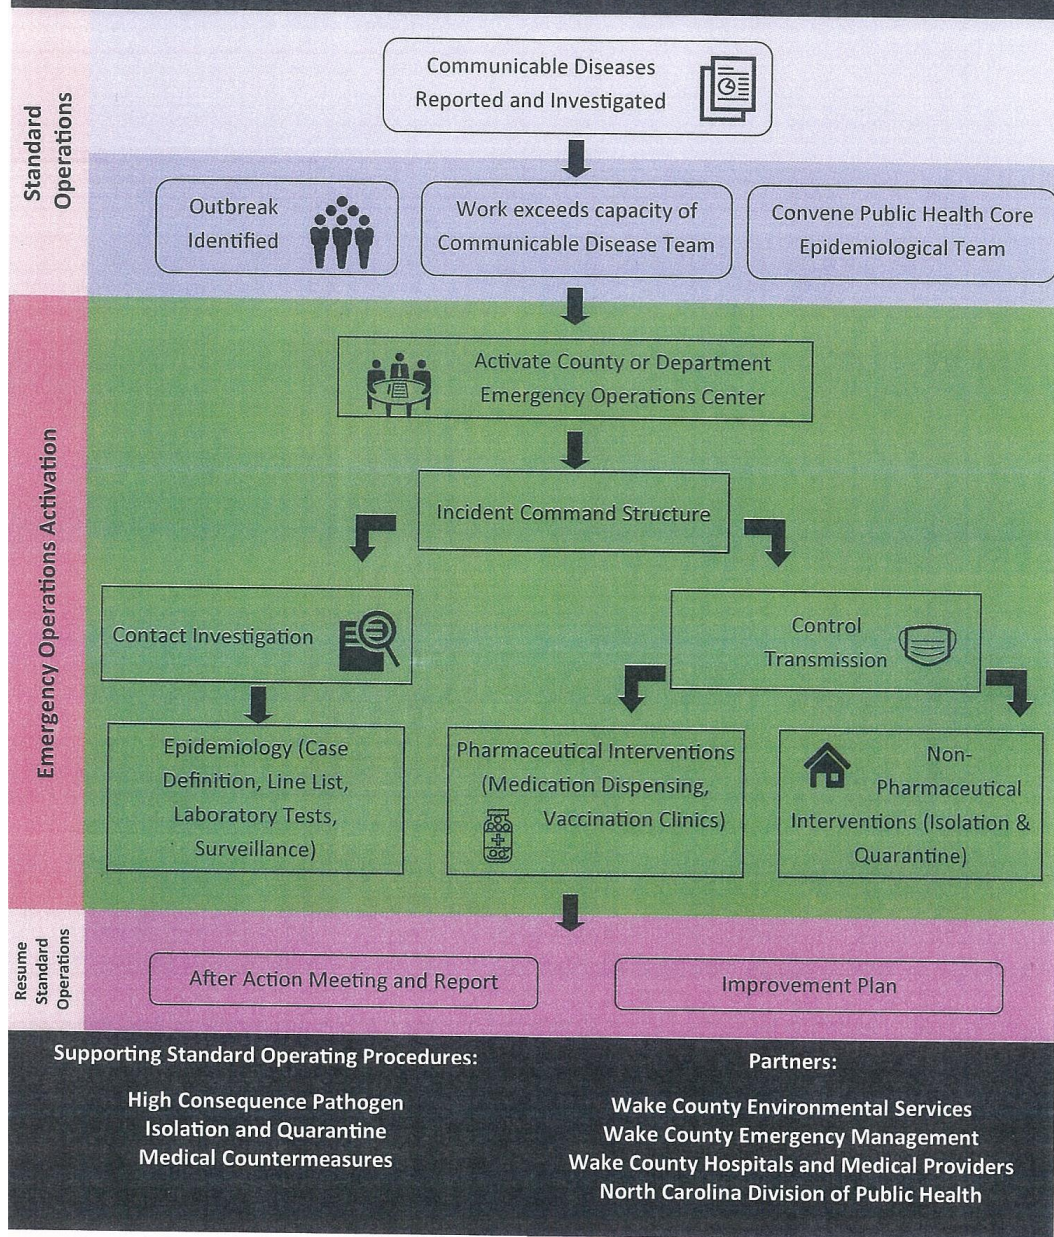 Standard
Operations
Communicable Diseases
Reported and Investigated
Outbreak
Identified
Work exceeds capacity of
Communicable Disease Team
Convene Public Health Core
Epidemiological Team
Emergency Operations Activation
Activate County or Department
Emergency Operations Center
Incident Command Structure
Contact Investigation
Control
Transmission
Epidemiology (Case
Definition, Line List,
Laboratory Tests,
Surveillance)
Pharmaceutical Interventions
(Medication Dispensing,
Vaccination Clinics)
Non-
Pharmaceutical
Interventions (Isolation &
Quarantine)
Resume
Standard
Operations
After Action Meeting and Report
Improvement Plan
Supporting Standard Operating Procedures:
High Consequence Pathogen
Isolation and Quarantine
Medical Countermeasures
Partners:
Wake County Environmental Services
Wake County Emergency Management
Wake County Hospitals and Medical Providers
North Carolina Division of Public Health